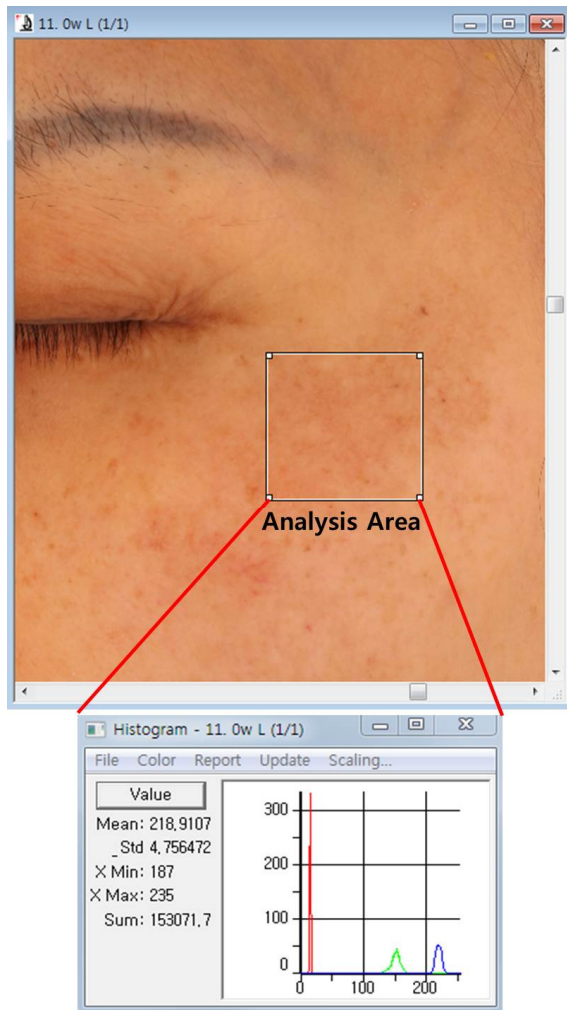 11. 0w L (1/1)
Analysis Area
Histogram - 11. 0w L (1/1)
File Color Report Update Scaling...
Value
Mean: 218,9107
_Std 4,756472
X Min: 187
X Max: 235
Sum: 153071,7
300
200
100
0
0 100 200